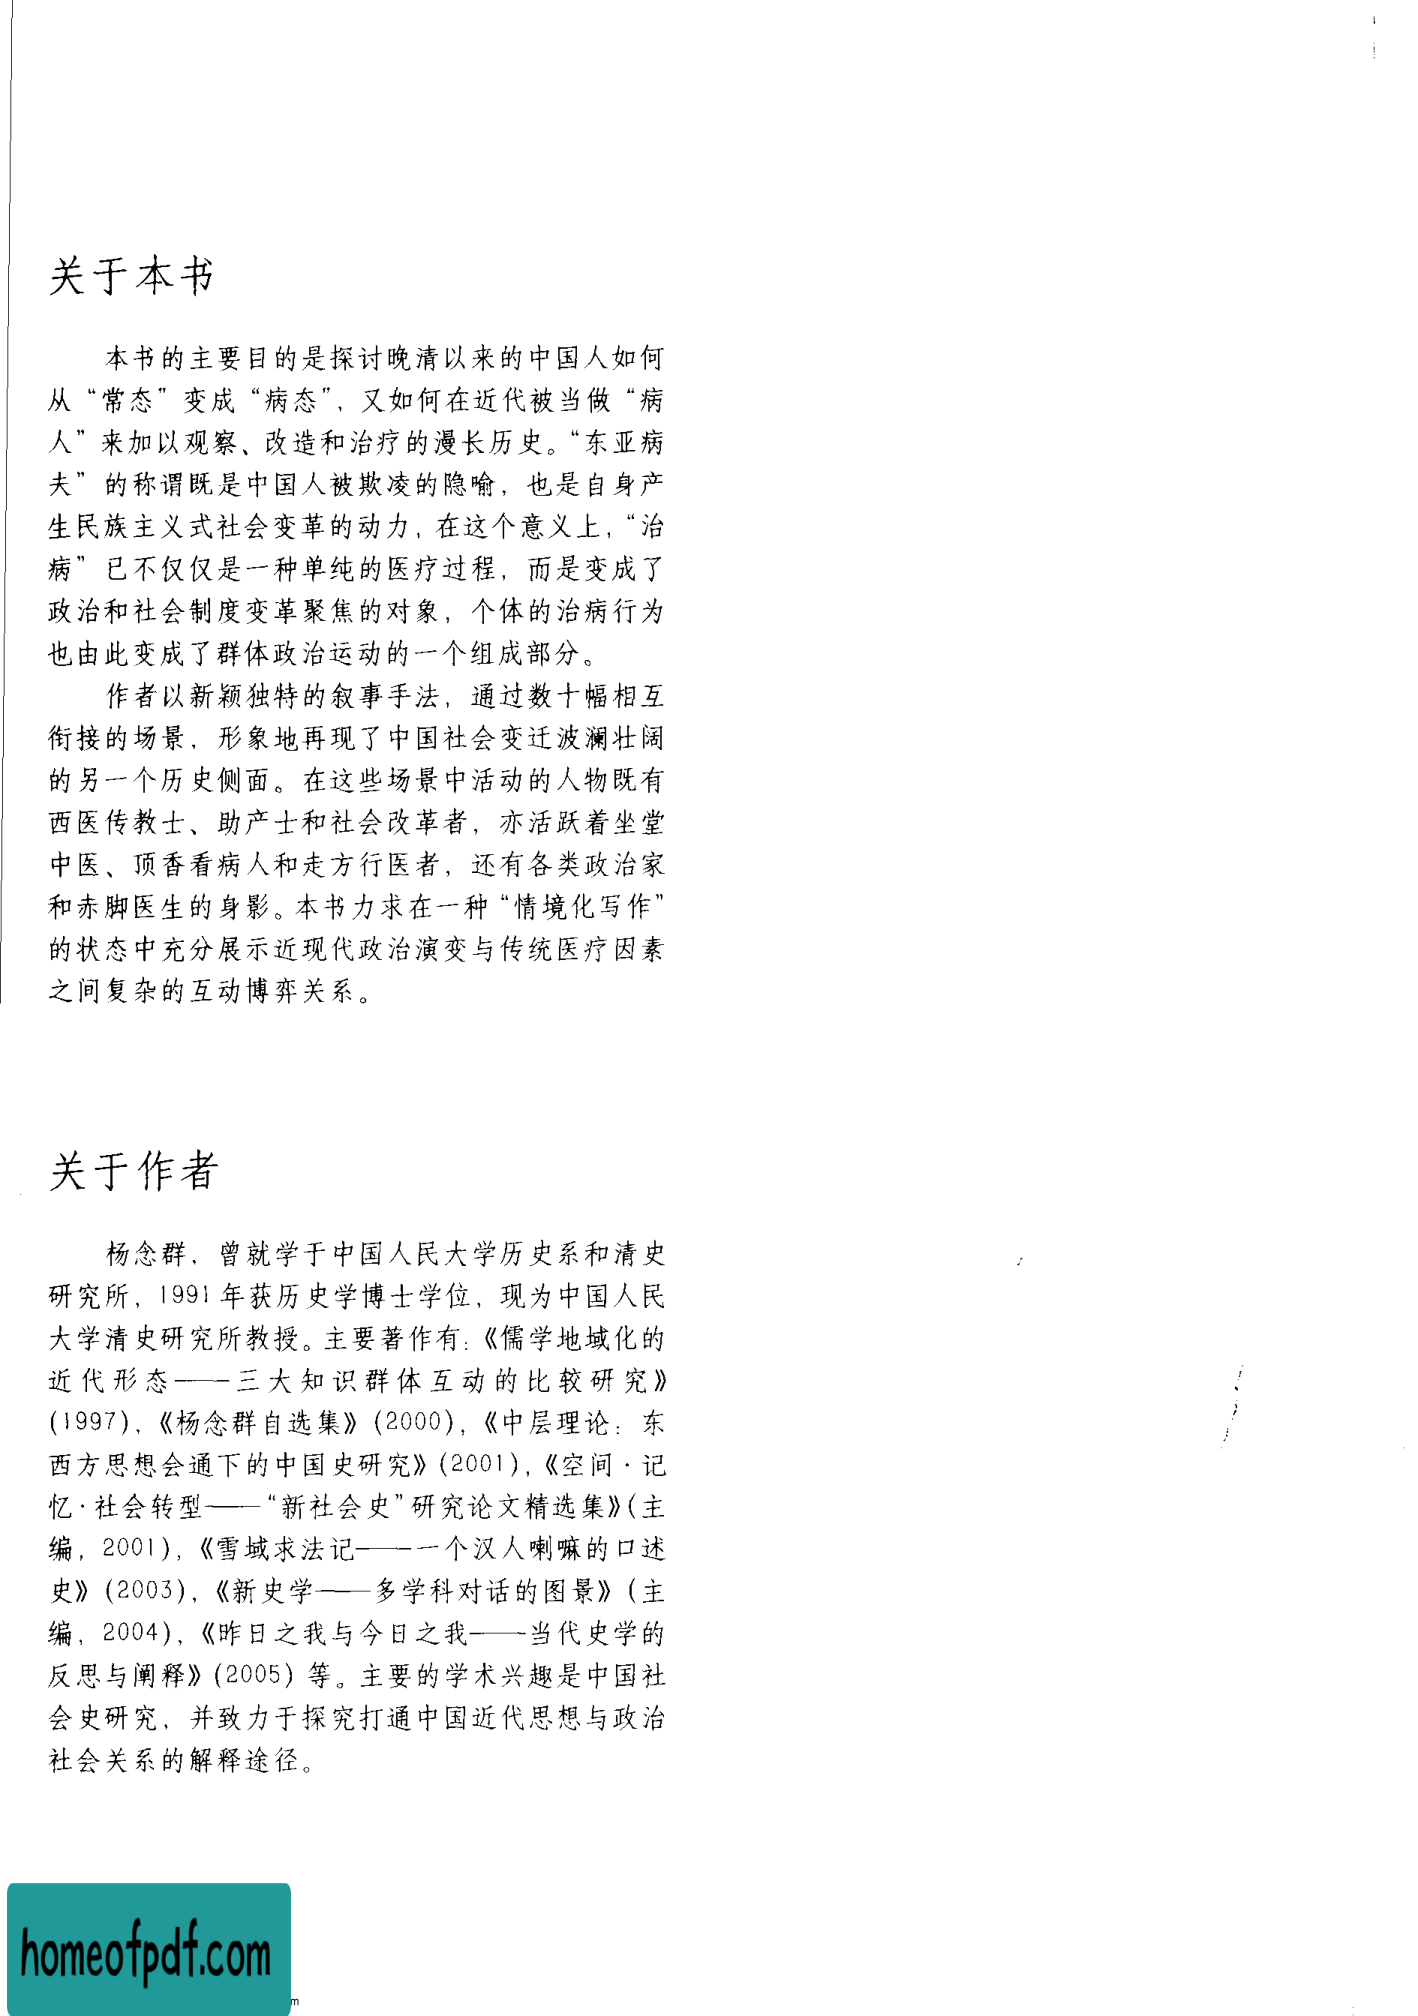 关于本书
本书的主要目的是探讨晚清以来的中国人如何
从“常态”变成“病态”，又如何在近代被当做“病
人”来加以观察、改造和治疗的漫长历史。“东亚病
夫”的称谓既是中国人被欺凌的隐喻，也是自身产
生民族主义式社会变革的动力，在这个意义上，“治
病”已不仅仅是一种单纯的医疗过程，而是变成了
政治和社会制度变革聚焦的对象，个体的治病行为
也由此变成了群体政治运动的一个组成部分。
作者以新颖独特的叙事手法，通过数十幅相互
衔接的场景，形象地再现了中国社会变迁波澜壮阔
的另一个历史侧面。在这些场景中活动的人物既有
西医传教士、助产士和社会改革者，亦活跃着坐堂
中医、顶香看病人和走方行医者，还有各类政治家
和赤脚医生的身影。本书力求在一种“情境化写作”
的状态中充分展示近现代政治演变与传统医疗因素
之间复杂的互动博弈关系。
关于作者
杨念群，曾就学于中国人民大学历史系和清史
研究所，1991年获历史学博士学位，现为中国人民
大学清史研究所教授。主要著作有：《儒学地域化的
近代形态——三大知识群体互动的比较研究》
(1997)，《杨念群自选集》(2000)，《中层理论：东
西方思想会通下的中国史研究》(2001)，《空间·记
忆·社会转型——“新社会史”研究论文精选集》(主
编，2001)，《雪域求法记——一个汉人喇嘛的口述
史》(2003)，《新史学——多学科对话的图景》(主
编，2004)，《昨日之我与今日之我——当代史学的
反思与阐释》(2005) 等。主要的学术兴趣是中国社
会史研究，并致力于探究打通中国近代思想与政治
社会关系的解释途径。
homeofpdf.com
m